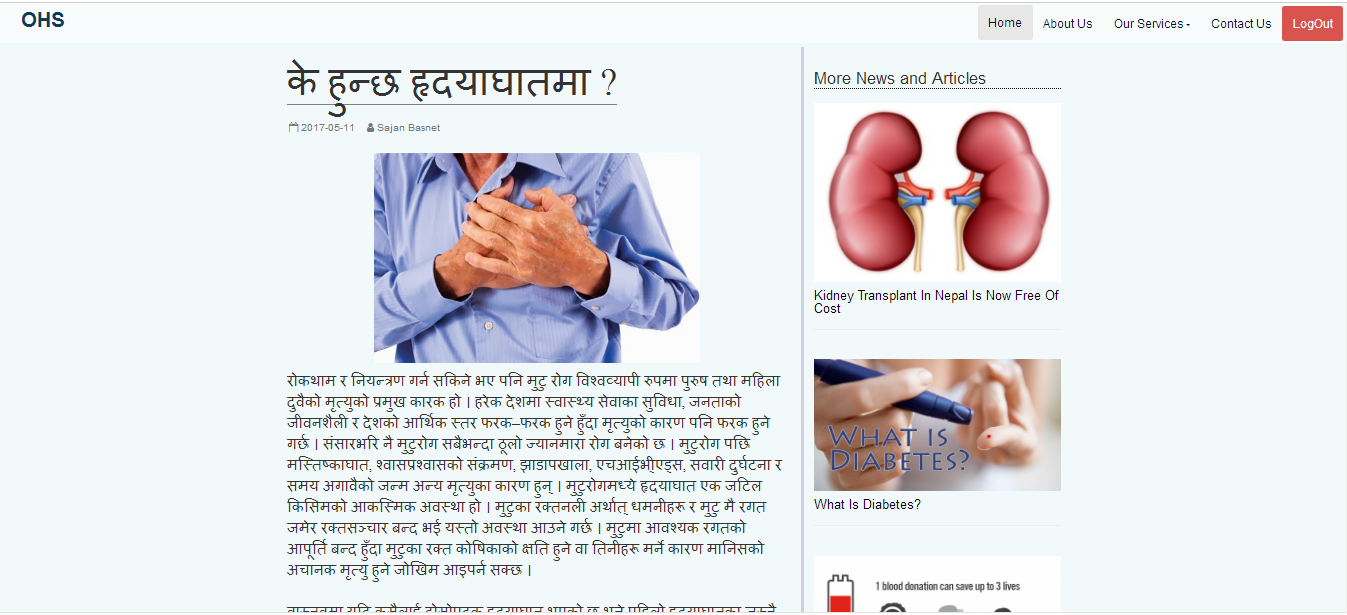 OHS
Home
About Us
Our Services
Contact Us
LogOut
के हुन्छ हृदयाघातमा ?
2017-05-11 Sajan Basnet
रोकथाम र नियन्त्रण गर्न सकिने भए पनि मुटु रोग विश्वव्यापी रुपमा पुरुष तथा महिला
दुवैको मृत्युको प्रमुख कारक हो । हरेक देशमा स्वास्थ्य सेवाका सुविधा, जनताको
जीवनशैली र देशको आर्थिक स्तर फरक–फरक हुने हुँदा मृत्युको कारण पनि फरक हुने
गर्छ । संसारभरि नै मुटुरोग सबैभन्दा ठूलो ज्यानमारा रोग बनेको छ । मुटुरोग पछि
मस्तिष्काघात, श्वासप्रश्वासको संक्रमण, झाडापखाला, एचआईभी्एड्स, सवारी दुर्घटना र
समय अगावैको जन्म अन्य मृत्युका कारण हुन् । मुटुरोगमध्ये हृदयाघात एक जटिल
किसिमको आकस्मिक अवस्था हो । मुटुका रक्तनली अर्थात् धमनीहरू र मुटु मै रगत
जमेर रक्तसञ्चार बन्द भई यस्तो अवस्था आउने गर्छ । मुटुमा आवश्यक रगतको
आपूर्ति बन्द हुँदा मुटुका रक्त कोषिकाको क्षति हुने वा तिनीहरू मर्ने कारण मानिसको
अचानक मृत्यु हुने जोखिम आइपर्न सक्छ ।
More News and Articles
Kidney Transplant In Nepal Is Now Free Of
Cost
WHAT IS
DIABETES?
What Is Diabetes?
1 blood donation can save up to 3 lives